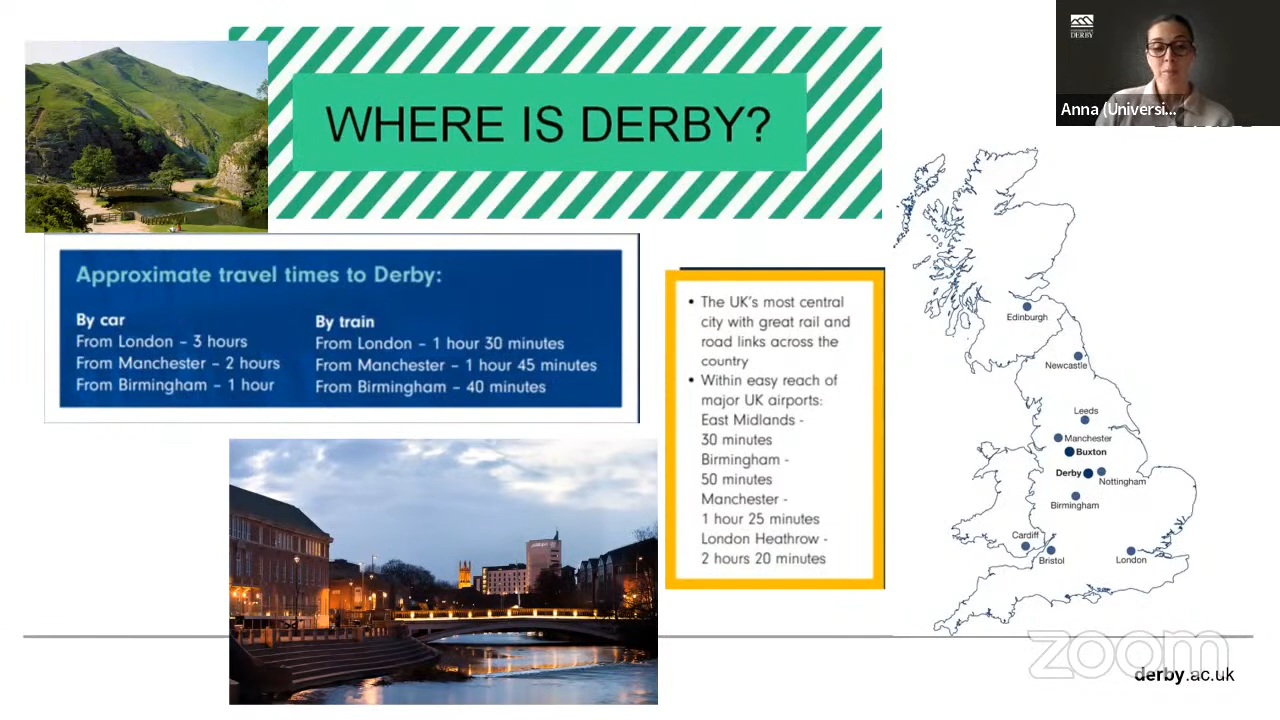 WHERE IS DERBY?
DERBY
Anna (Universi...
Approximate travel times to Derby:
By car
From London – 3 hours
From Manchester – 2 hours
From Birmingham – 1 hour
By train
From London – 1 hour 30 minutes
From Manchester – 1 hour 45 minutes
From Birmingham – 40 minutes
• The UK's most central
city with great rail and
road links across the
country
• Within easy reach of
major UK airports:
East Midlands -
30 minutes
Birmingham -
50 minutes
Manchester -
1 hour 25 minutes
London Heathrow -
2 hours 20 minutes
Edinburgh
Newcastle
Leeds
Manchester
Buxton
Derby
Nottingham
Birmingham
Cardiff
Bristol
London
zoom
derby.ac.uk